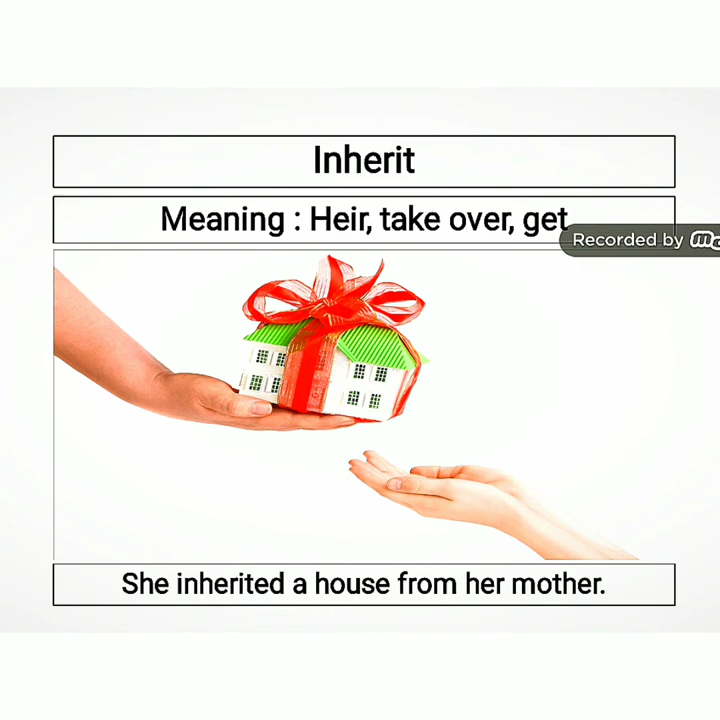 Inherit
Meaning : Heir, take over, get
Recorded by
She inherited a house from her mother.